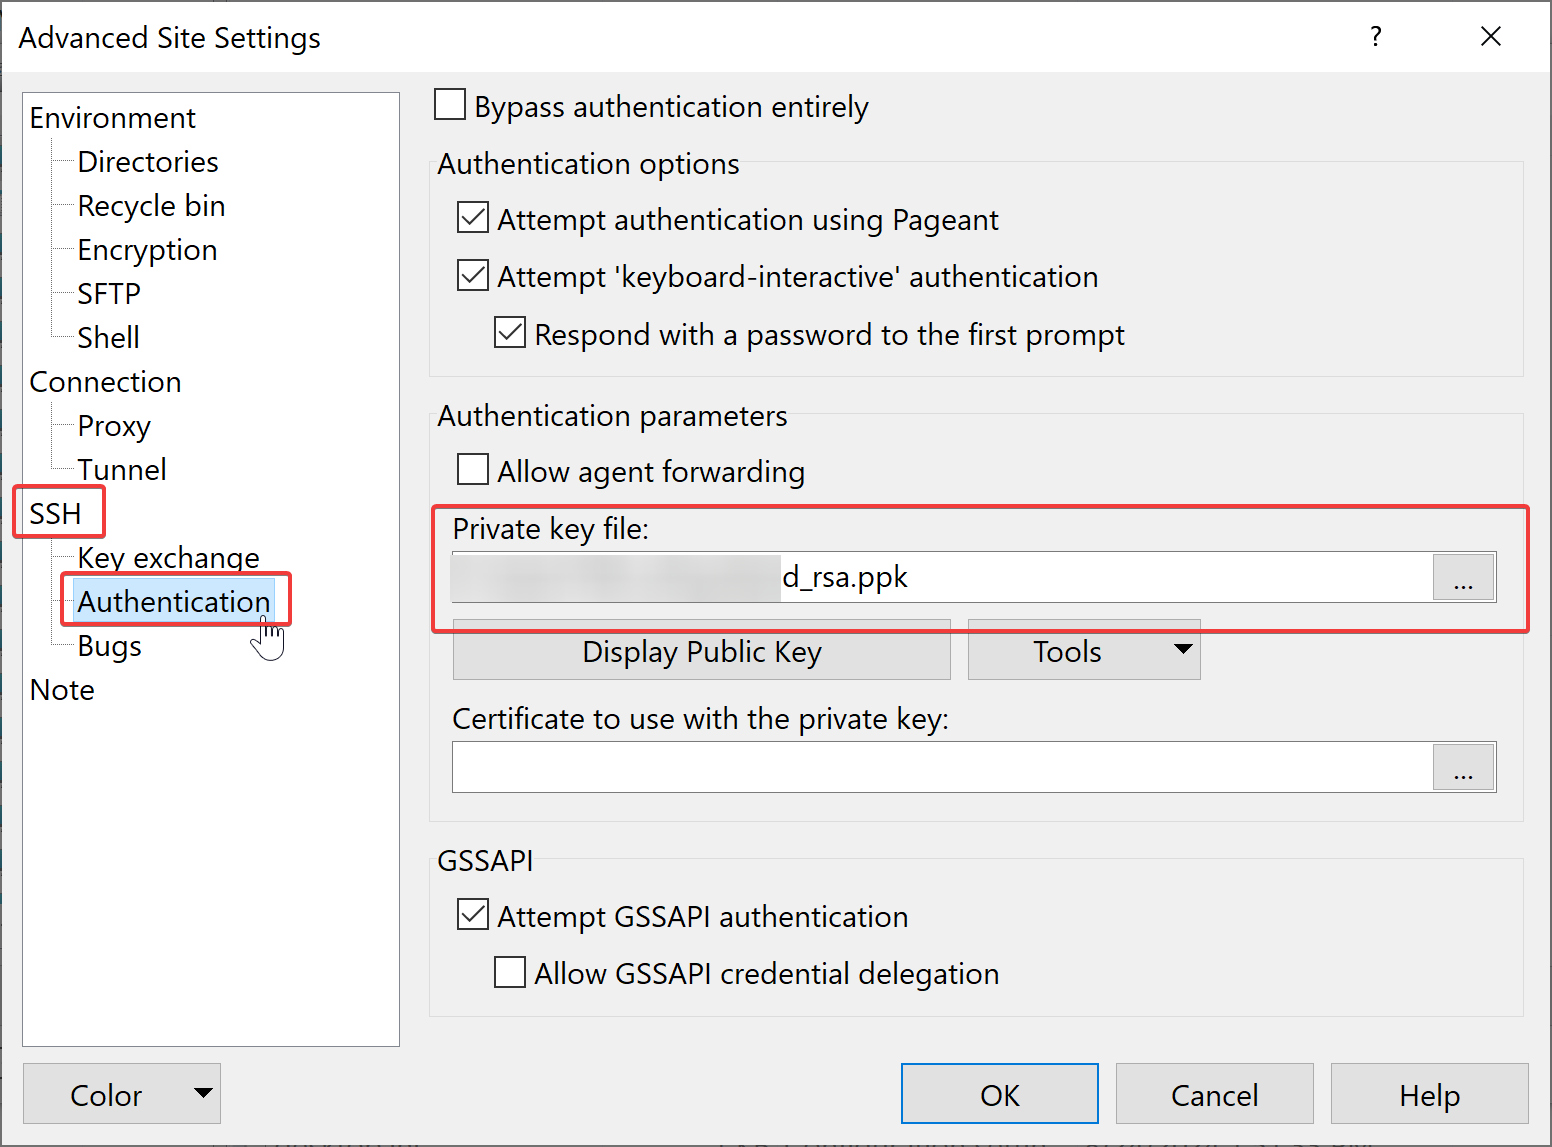 Advanced Site Settings
?
Environment
Directories
Recycle bin
Encryption
SFTP
Shell
Connection
Proxy
Tunnel
SSH
Key exchange
Authentication
Bugs
Note
Bypass authentication entirely
Authentication options
Attempt authentication using Pageant
Attempt 'keyboard-interactive' authentication
Respond with a password to the first prompt
Authentication parameters
Allow agent forwarding
Private key file:
d_rsa.ppk
...
Display Public Key
Tools
Certificate to use with the private key:
...
GSSAPI
Attempt GSSAPI authentication
Allow GSSAPI credential delegation
Color
OK
Cancel
Help